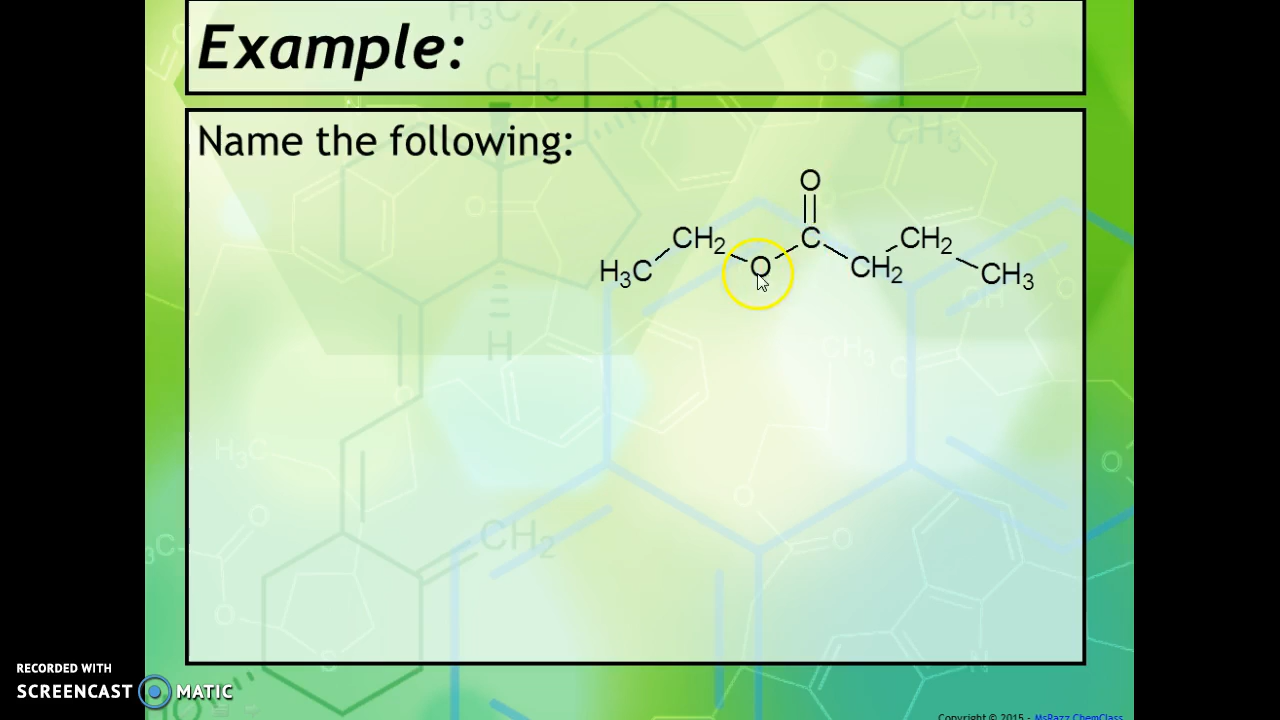 Example:
Name the following:
O
CH2 C CH2
H3C O CH2 CH3
RECORDED WITH
SCREENCAST MATIC
Copyright © 2015 - MsRazz ChemClass